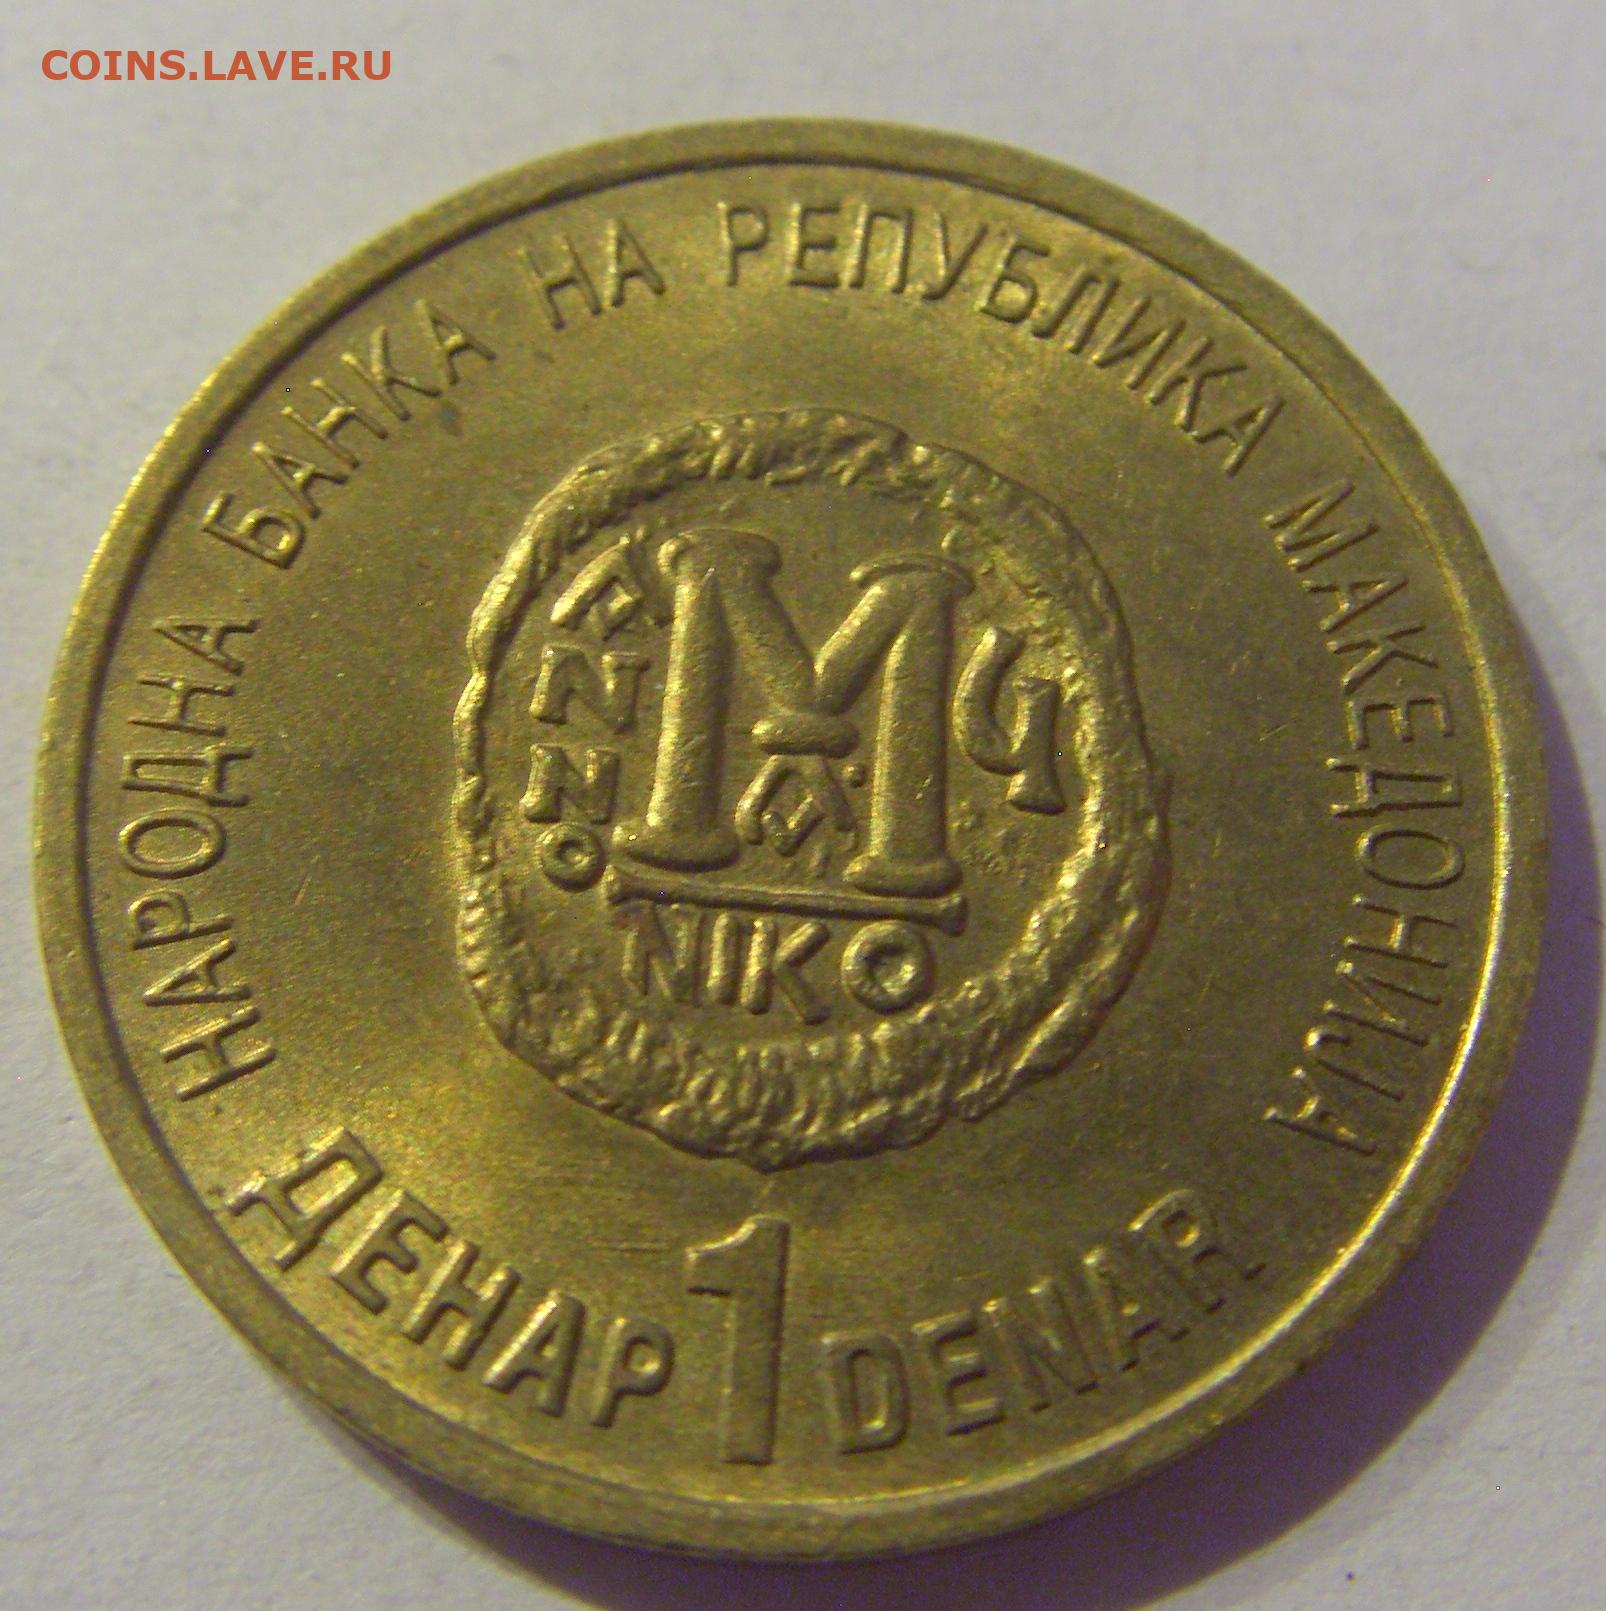 COINS.LAVE.RU
НАРОДНА БАНКА НА РЕПУБЛИКА МАКЕДОНИЈА
ANNO
M
Ч
A
NIKO
ДЕНАР 1 DENAR